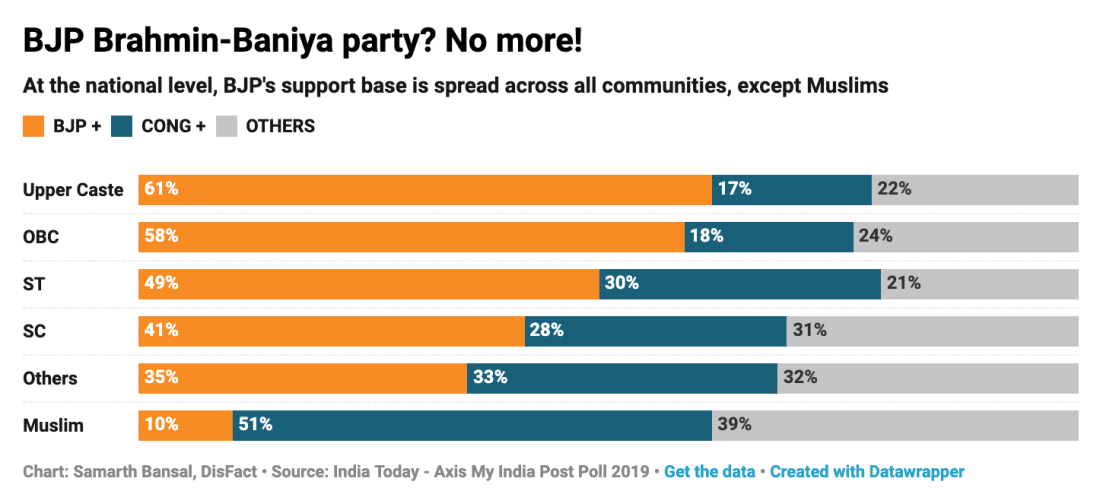 BJP Brahmin-Baniya party? No more!
At the national level, BJP's support base is spread across all communities, except Muslims
BJP + CONG + OTHERS
Upper Caste 61% 17% 22%
OBC 58% 18% 24%
ST 49% 30% 21%
SC 41% 28% 31%
Others 35% 33% 32%
Muslim 10% 51% 39%
Chart: Samarth Bansal, DisFact • Source: India Today - Axis My India Post Poll 2019 • Get the data • Created with Datawrapper